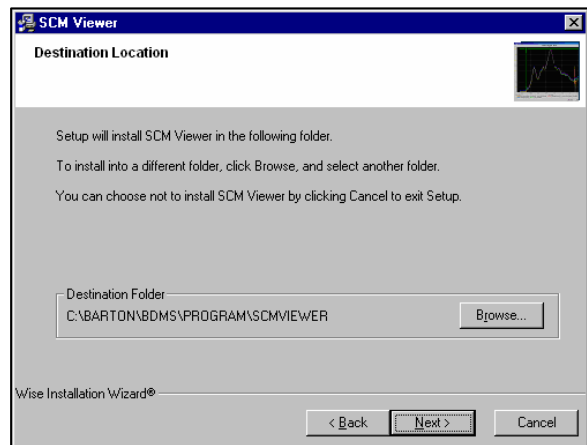 SCM Viewer
Destination Location
Setup will install SCM Viewer in the following folder.
To install into a different folder, click Browse, and select another folder.
You can choose not to install SCM Viewer by clicking Cancel to exit Setup.
Destination Folder
C:\BARTON\BDMS\PROGRAM\SCMVIEWER
Browse...
Wise Installation Wizard®
< Back Next > Cancel